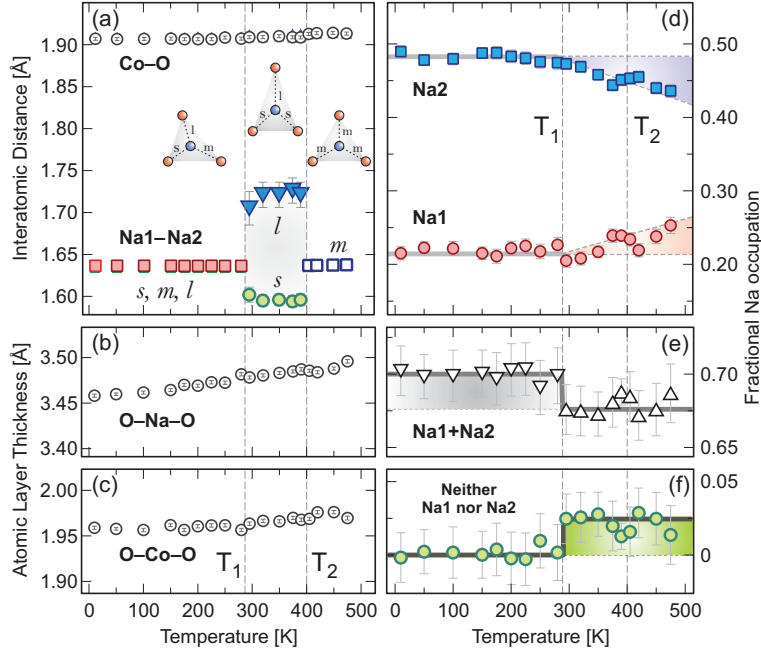 (a)
(d)
1.90
Co–O
0.50
Na2
1.85
l
s
s
l
s
m
m
m
m
T1
T2
0.40
1.80
1.75
0.30
Na1
1.70
l
Na1–Na2
1.65
m
0.20
s, m, l
s
1.60
Interatomic Distance [Å]
Fractional Na occupation
(b)
(e)
3.50
0.70
3.45
O–Na–O
Na1+Na2
3.40
0.65
(c)
(f)
2.00
0.05
Neither
Na1 nor Na2
1.95
O–Co–O
T1
T2
0
1.90
Atomic Layer Thickness [Å]
0 100 200 300 400
0 100 200 300 400 500
Temperature [K]
Temperature [K]